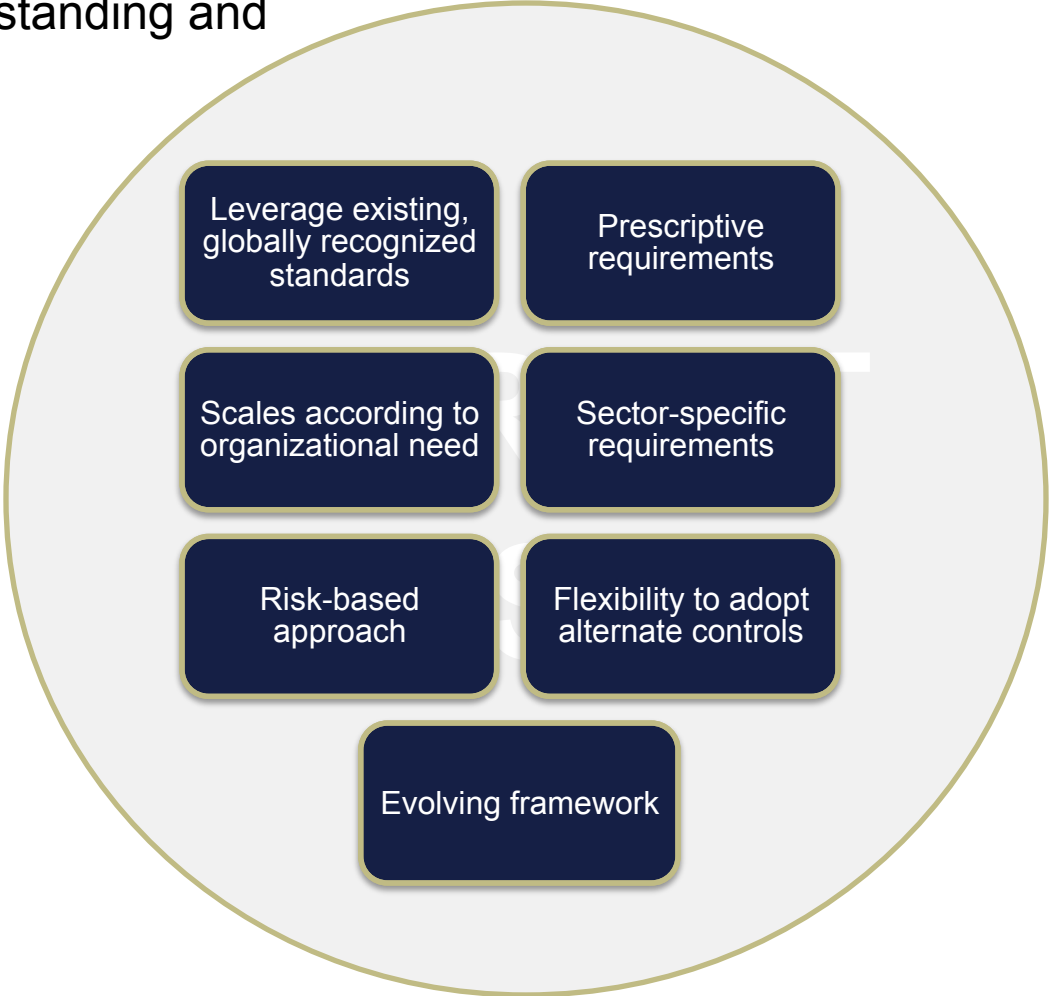 standing and
Leverage existing,
globally recognized
standards
Prescriptive
requirements
Scales according to
organizational need
Sector-specific
requirements
Risk-based
approach
Flexibility to adopt
alternate controls
Evolving framework